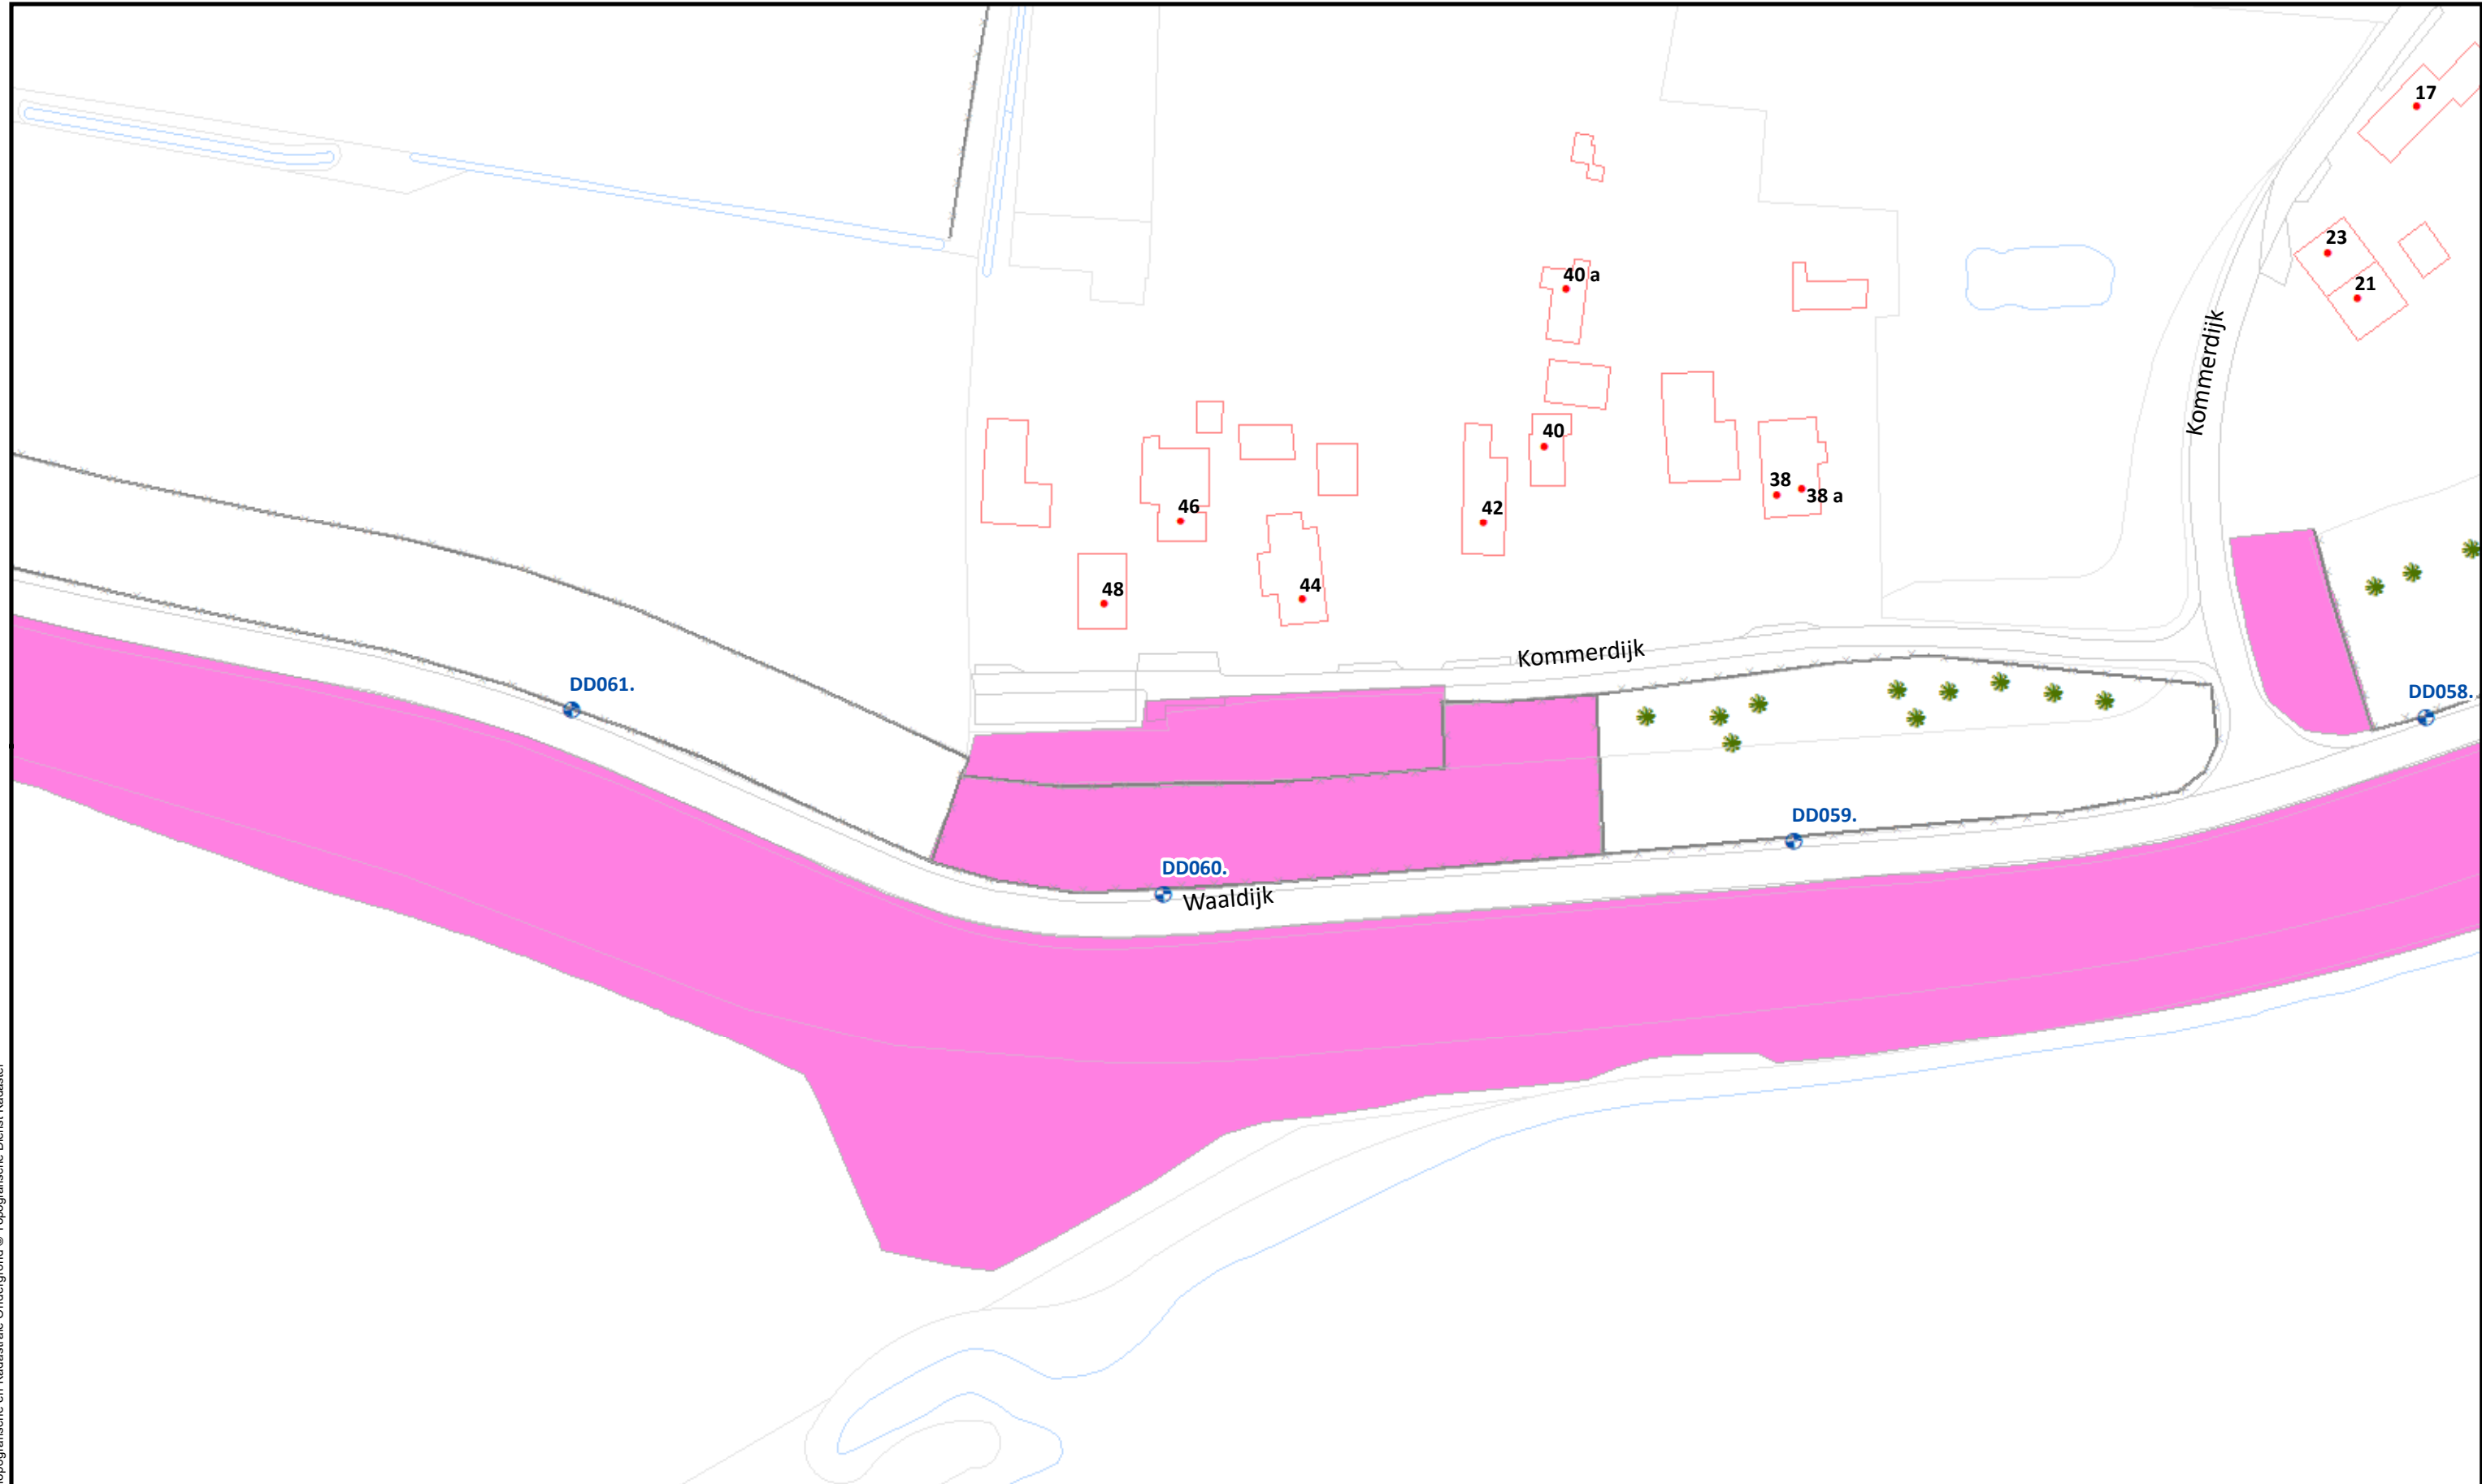 17
23
21
40 a
Kommerdijk
40
38
38 a
46
42
48
44
Kommerdijk
DD061.
DD058.
DD059.
DD060.
Waaldijk